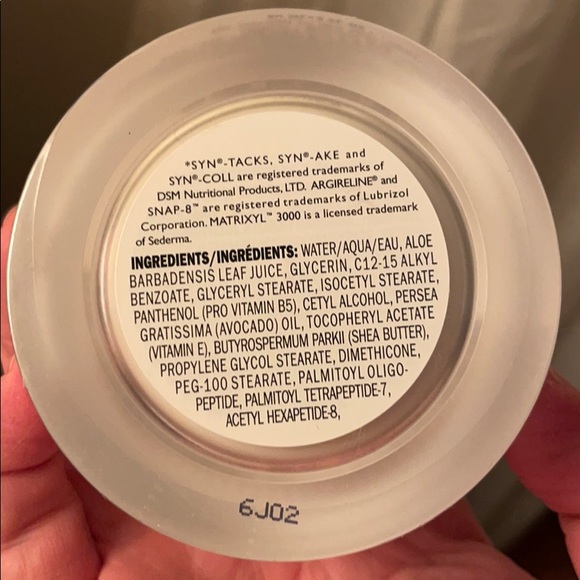 *SYN®-TACKS, SYN®-AKE and
SYN®-COLL are registered trademarks of
DSM Nutritional Products, LTD. ARGIRELINE® and
SNAP-8™ are registered trademarks of Lubrizol
Corporation. MATRIXYL™ 3000 is a licensed trademark
of Sederma.
INGREDIENTS/INGRÉDIENTS: WATER/AQUA/EAU, ALOE
BARBADENSIS LEAF JUICE, GLYCERIN, C12-15 ALKYL
BENZOATE, GLYCERYL STEARATE, ISOCETYL STEARATE,
PANTHENOL (PRO VITAMIN B5), CETYL ALCOHOL, PERSEA
GRATISSIMA (AVOCADO) OIL, TOCOPHERYL ACETATE
(VITAMIN E), BUTYROSPERMUM PARKII (SHEA BUTTER),
PROPYLENE GLYCOL STEARATE, DIMETHICONE,
PEG-100 STEARATE, PALMITOYL OLIGO-
PEPTIDE, PALMITOYL TETRAPEPTIDE-7,
ACETYL HEXAPETIDE-8,
6J02